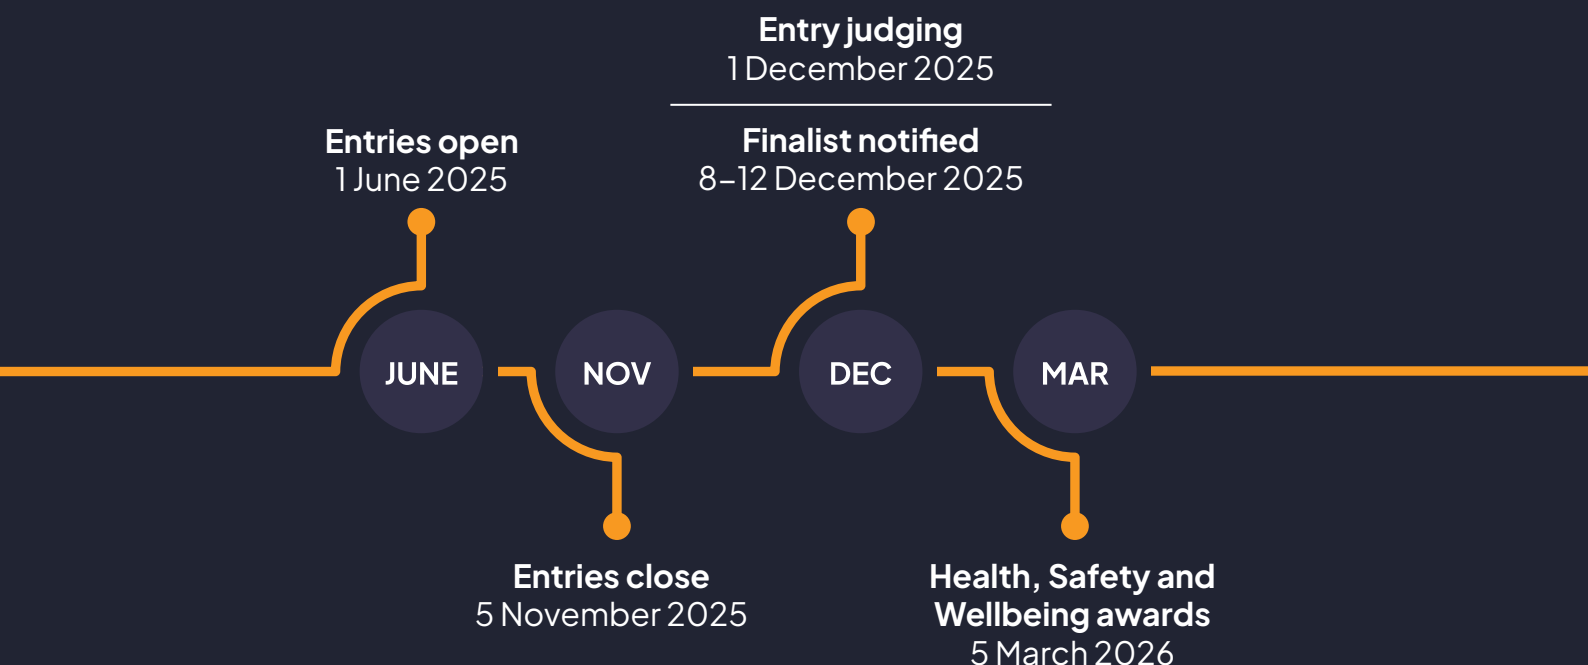 Entry judging
1 December 2025
Finalist notified
8–12 December 2025
Entries open
1 June 2025
JUNE
NOV
DEC
MAR
Entries close
5 November 2025
Health, Safety and
Wellbeing awards
5 March 2026